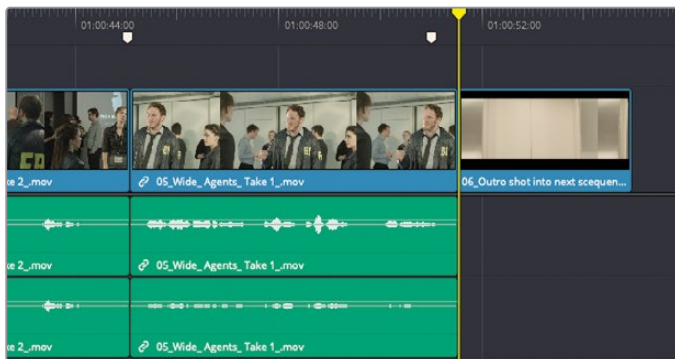 01:00:44:00 01:00:48:00 01:00:52:00
ke 2_.mov 05_Wide_ Agents_ Take 1_.mov 06_Outro shot into next scequen...
ke 2_.mov 05_Wide_ Agents_ Take 1_.mov
ke 2_.mov 05_Wide_ Agents_ Take 1_.mov